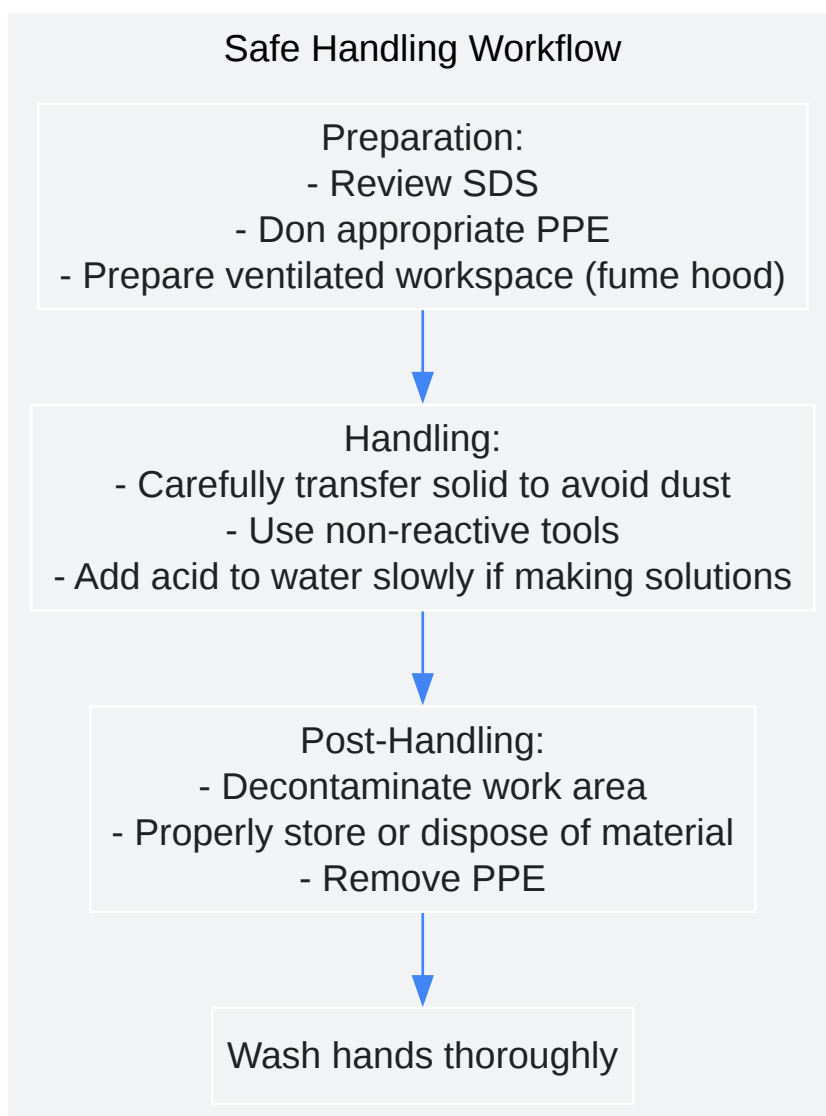 Safe Handling Workflow
Preparation:
- Review SDS
- Don appropriate PPE
- Prepare ventilated workspace (fume hood)
Handling:
- Carefully transfer solid to avoid dust
- Use non-reactive tools
- Add acid to water slowly if making solutions
Post-Handling:
- Decontaminate work area
- Properly store or dispose of material
- Remove PPE
Wash hands thoroughly